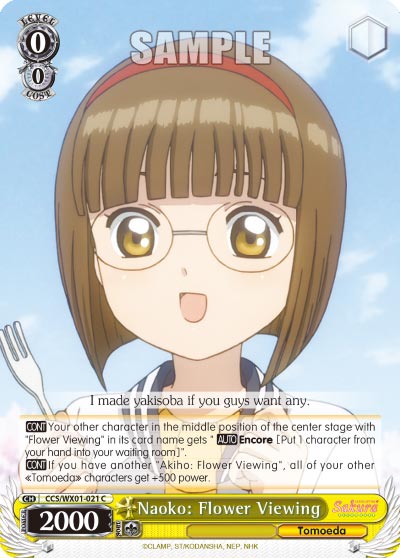 LEVEL
0
0
COST
SAMPLE
I made yakisoba if you guys want any.
CONT Your other character in the middle position of the center stage with
"Flower Viewing" in its card name gets " AUTO Encore [Put 1 character from
your hand into your waiting room]".
CONT If you have another "Akiho: Flower Viewing", all of your other
«Tomoeda» characters get +500 power.
CH CCS/WX01-021 C
POWER 2000 SOUL Naoko: Flower Viewing
Sakura
Tomoeda
©CLAMP, ST/KODANSHA, NEP, NHK